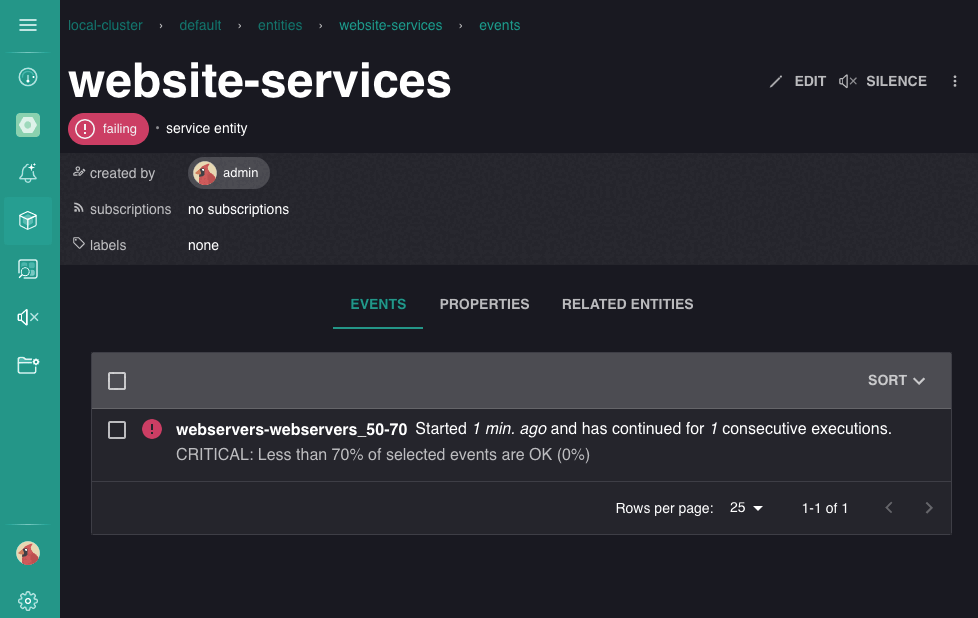 local-cluster › default › entities › website-services › events
website-services
EDIT SILENCE
failing · service entity
created by admin
subscriptions no subscriptions
labels none
EVENTS PROPERTIES RELATED ENTITIES
SORT
webservers-webservers_50-70 Started 1 min. ago and has continued for 1 consecutive executions.
CRITICAL: Less than 70% of selected events are OK (0%)
Rows per page: 25 1-1 of 1